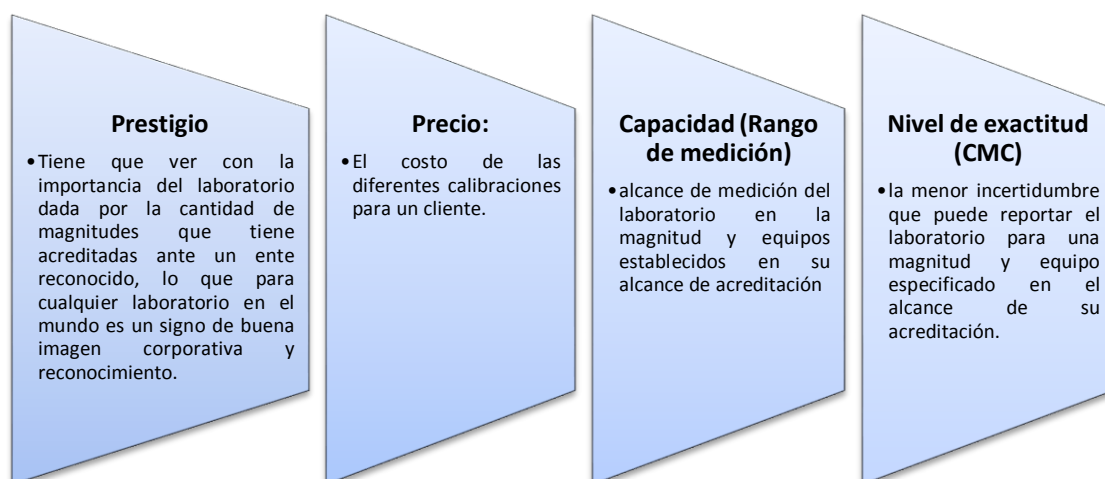 Prestigio
•Tiene que ver con la
importancia del laboratorio
dada por la cantidad de
magnitudes que tiene
acreditadas ante un ente
reconocido, lo que para
cualquier laboratorio en el
mundo es un signo de buena
imagen corporativa y
reconocimiento.
Precio:
•El costo de las
diferentes calibraciones
para un cliente.
Capacidad (Rango
de medición)
•alcance de medición del
laboratorio en la
magnitud y equipos
establecidos en su
alcance de acreditación
Nivel de exactitud
(CMC)
•la menor incertidumbre
que puede reportar el
laboratorio para una
magnitud y equipo
especificado en el
alcance de su
acreditación.